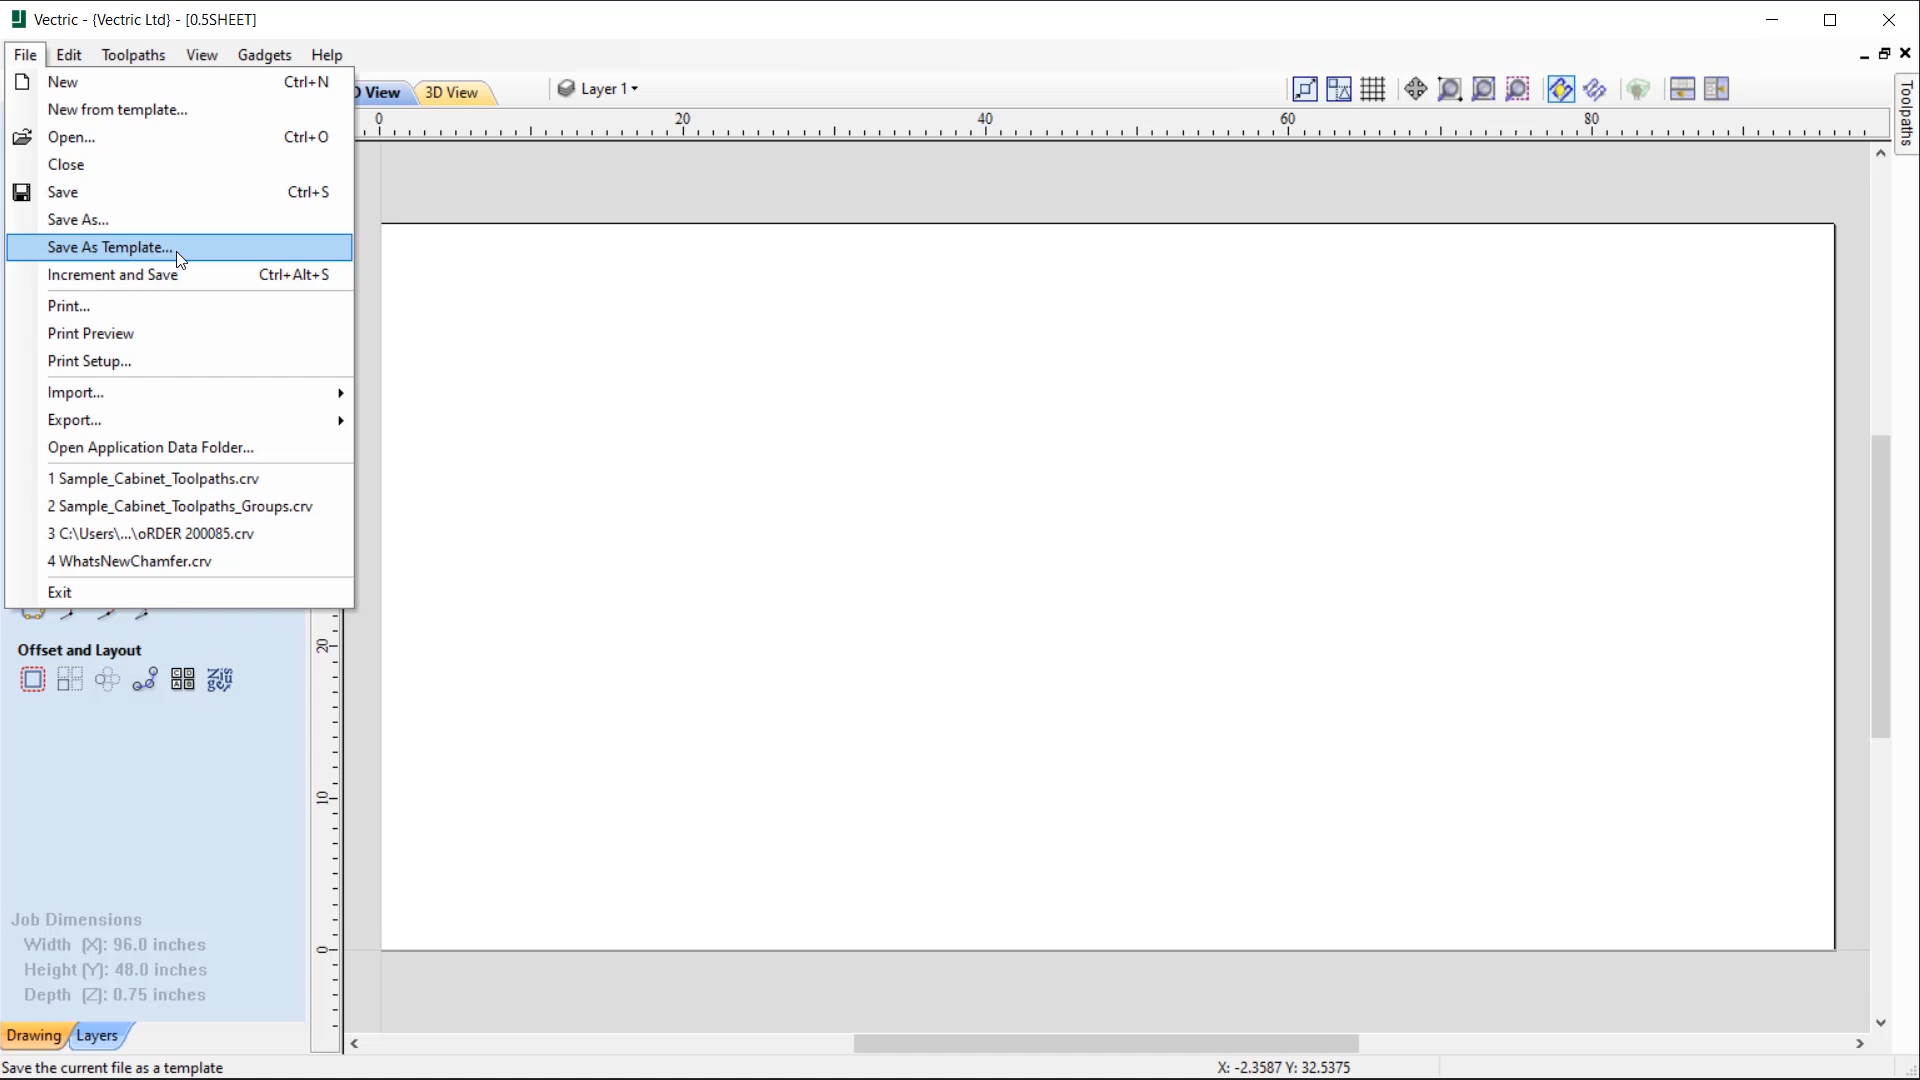 Vectric - {Vectric Ltd} - [0.5SHEET]
File Edit Toolpaths View Gadgets Help
New Ctrl+N
New from template...
Open... Ctrl+O
Close
Save Ctrl+S
Save As...
Save As Template...
Increment and Save Ctrl+Alt+S
Print...
Print Preview
Print Setup...
Import...
Export...
Open Application Data Folder...
1 Sample_Cabinet_Toolpaths.crv
2 Sample_Cabinet_Toolpaths_Groups.crv
3 C:\Users\...\oRDER 200085.crv
4 WhatsNewChamfer.crv
Exit
View 3D View Layer 1
Toolpaths
0 20 40 60 80
20
10
0
Offset and Layout
Job Dimensions
Width (X): 96.0 inches
Height (Y): 48.0 inches
Depth (Z): 0.75 inches
Drawing Layers
Save the current file as a template
X: -2.3587 Y: 32.5375